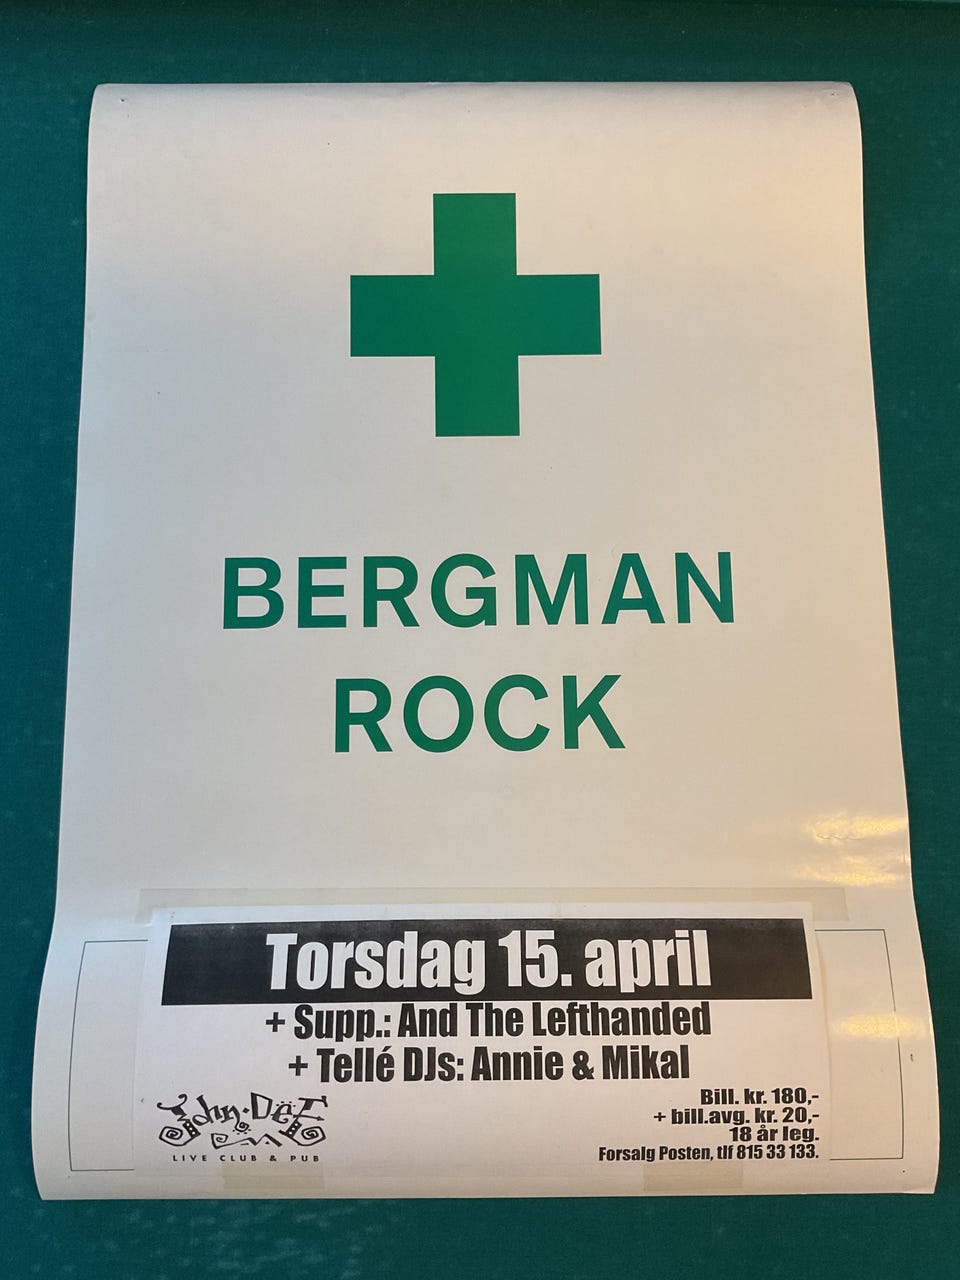 BERGMAN
ROCK
Torsdag 15. april
+ Supp.: And The Lefthanded
+ Tellé DJs: Annie & Mikal
Bill. kr. 180,-
+ bill.avg. kr. 20,-
18 år leg.
Forsalg Posten, tlf 815 33 133.
John·DeE
LIVE CLUB & PUB